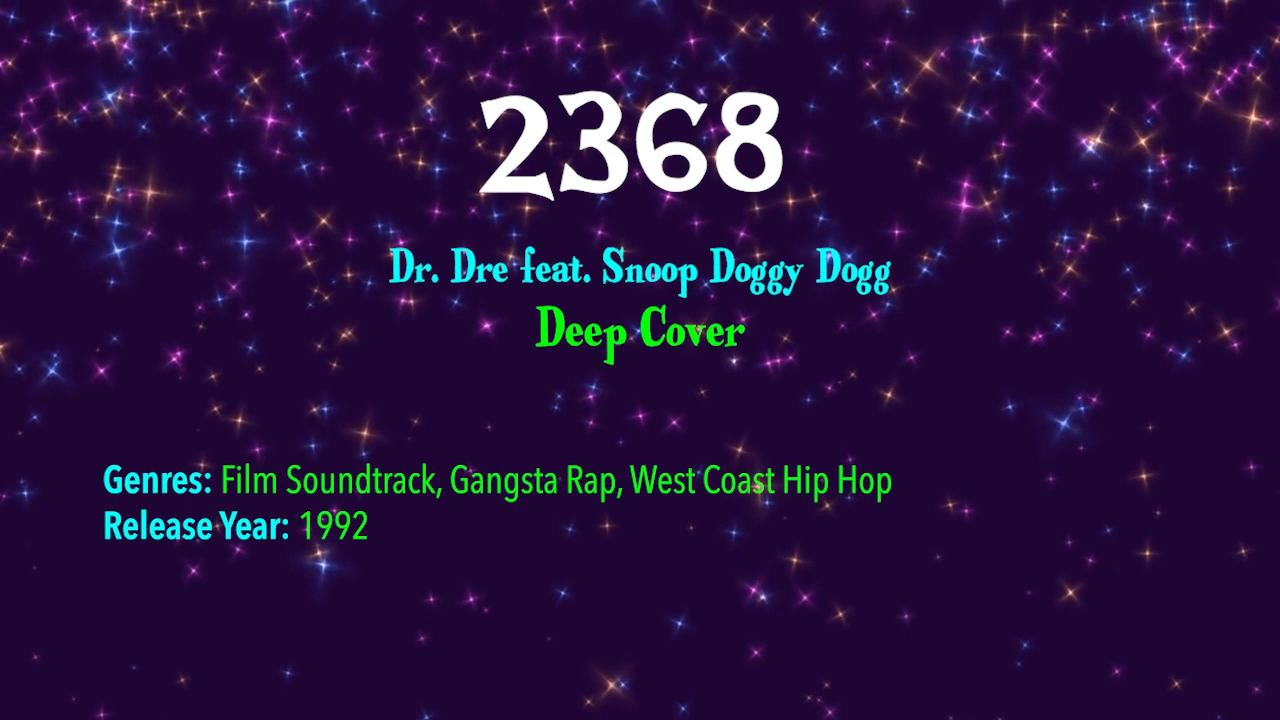 2368
Dr. Dre feat. Snoop Doggy Dogg
Deep Cover
Genres: Film Soundtrack, Gangsta Rap, West Coast Hip Hop
Release Year: 1992